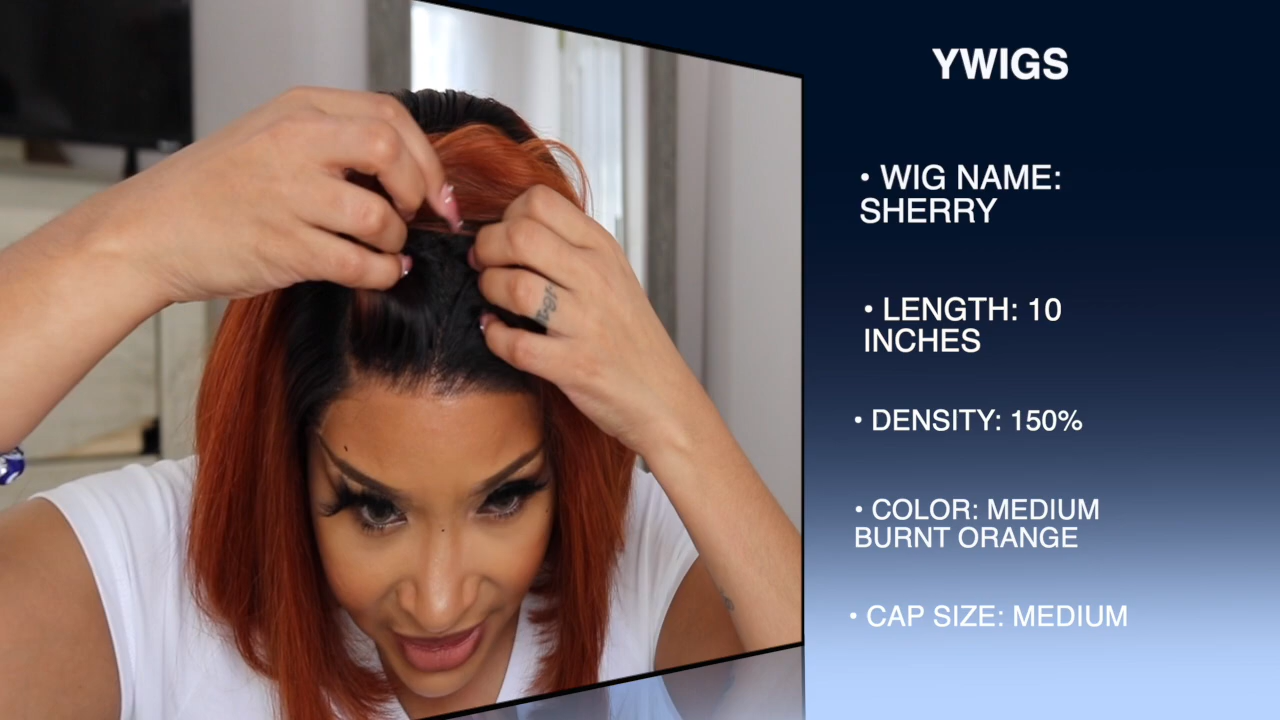 YWIGS
• WIG NAME:
SHERRY
• LENGTH: 10
INCHES
• DENSITY: 150%
• COLOR: MEDIUM
BURNT ORANGE
• CAP SIZE: MEDIUM